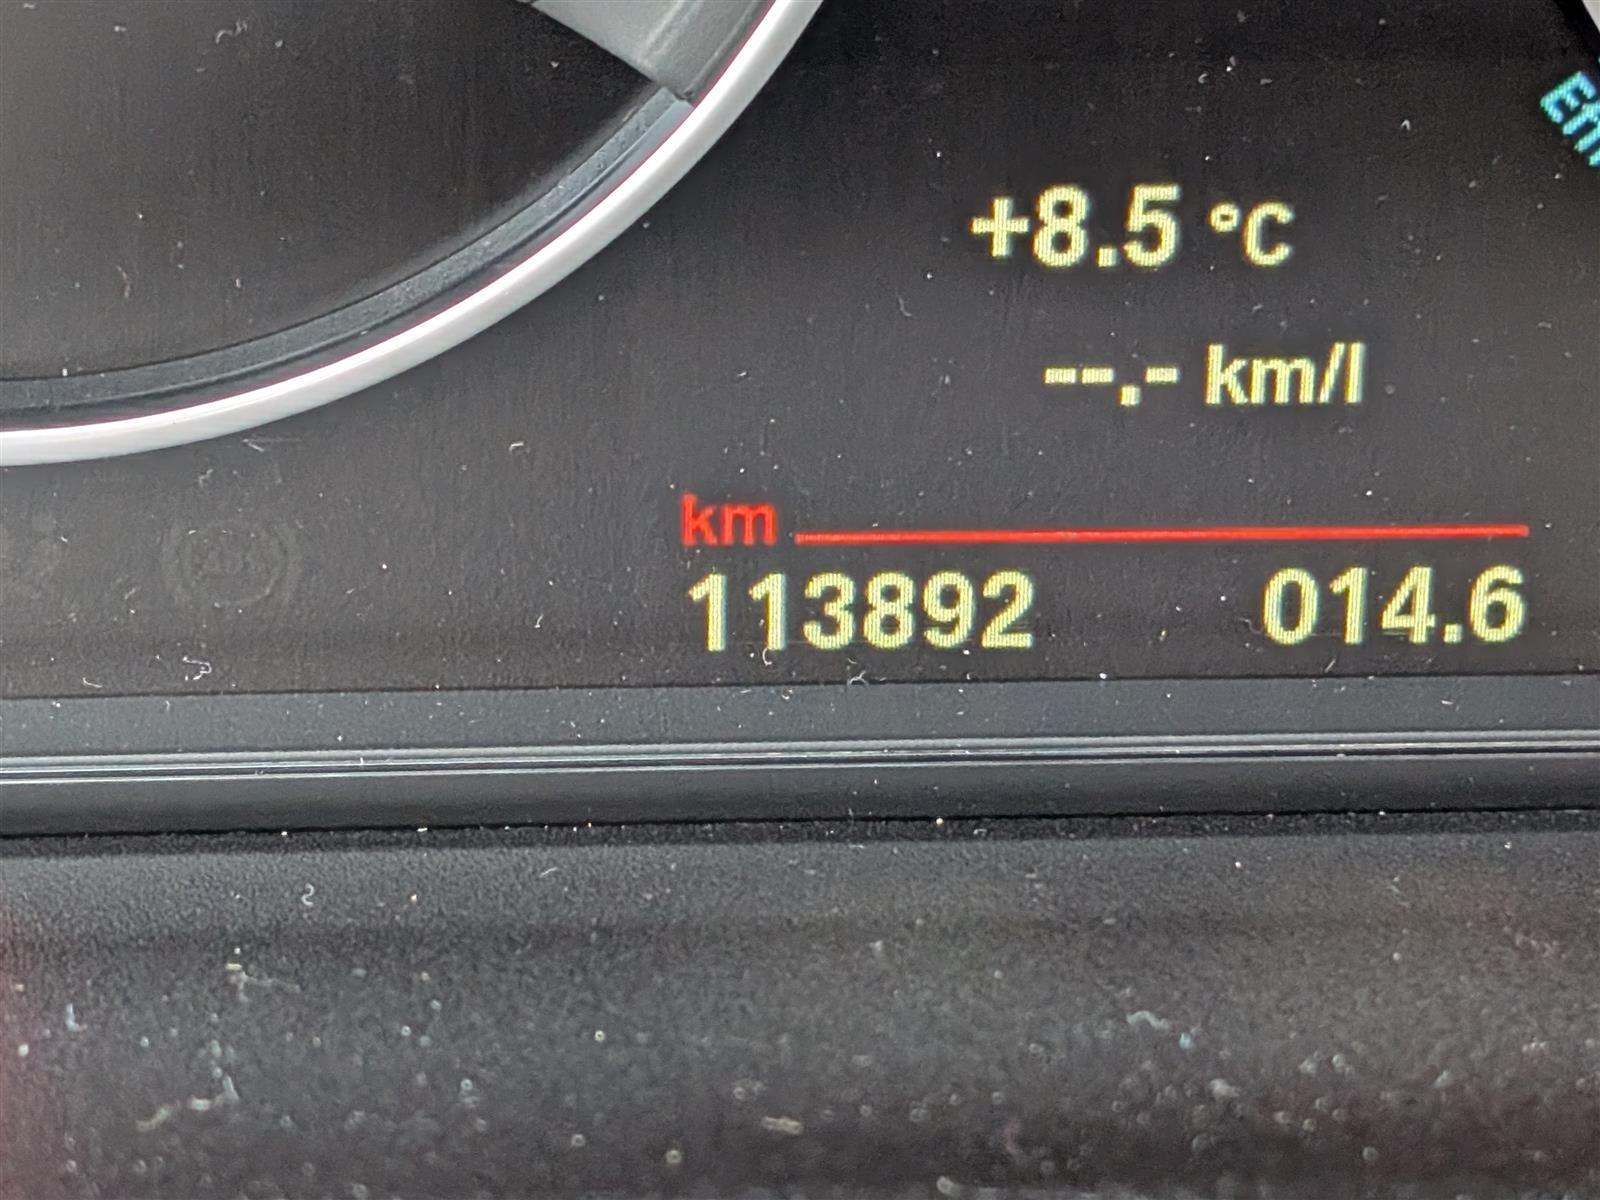 +8.5 °C
--.- km/l
km
113892 014.6